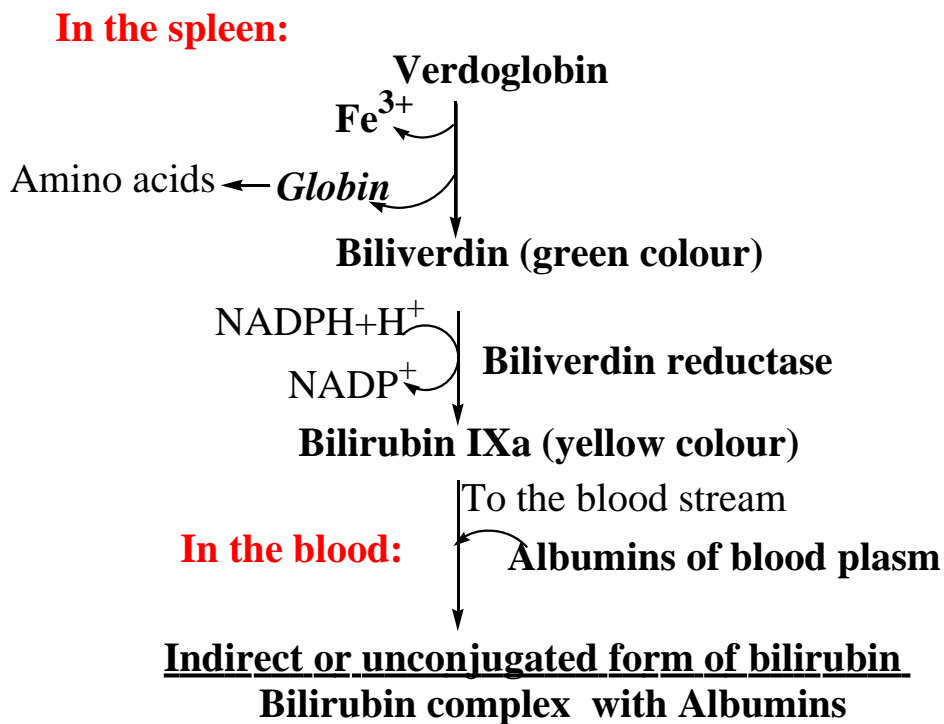 In the spleen:
Verdoglobin
Fe3+
Amino acids Globin
Biliverdin (green colour)
NADPH+H+
Biliverdin reductase
NADP+
Bilirubin IXa (yellow colour)
To the blood stream
In the blood: Albumins of blood plasm
Indirect or unconjugated form of bilirubin
Bilirubin complex with Albumins